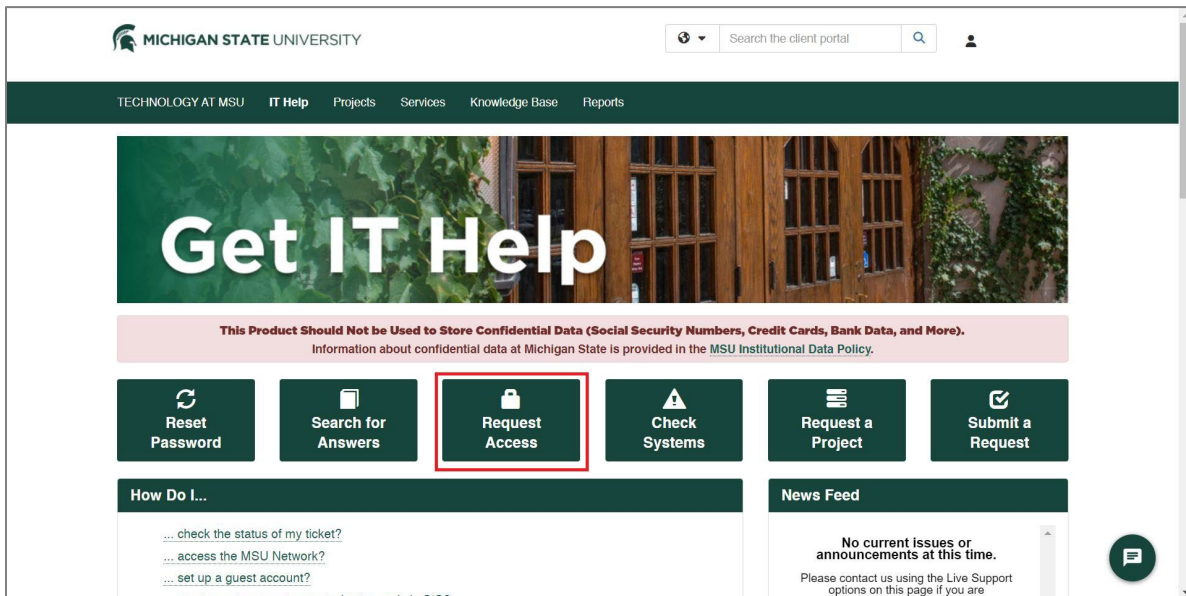 MICHIGAN STATE UNIVERSITY
Search the client portal
TECHNOLOGY AT MSU IT Help Projects Services Knowledge Base Reports
Get IT Help
This Product Should Not be Used to Store Confidential Data (Social Security Numbers, Credit Cards, Bank Data, and More).
Information about confidential data at Michigan State is provided in the MSU Institutional Data Policy.
Reset
Password
Search for
Answers
Request
Access
Check
Systems
Request a
Project
Submit a
Request
How Do I...
... check the status of my ticket?
... access the MSU Network?
... set up a guest account?
News Feed
No current issues or
announcements at this time.
Please contact us using the Live Support
options on this page if you are